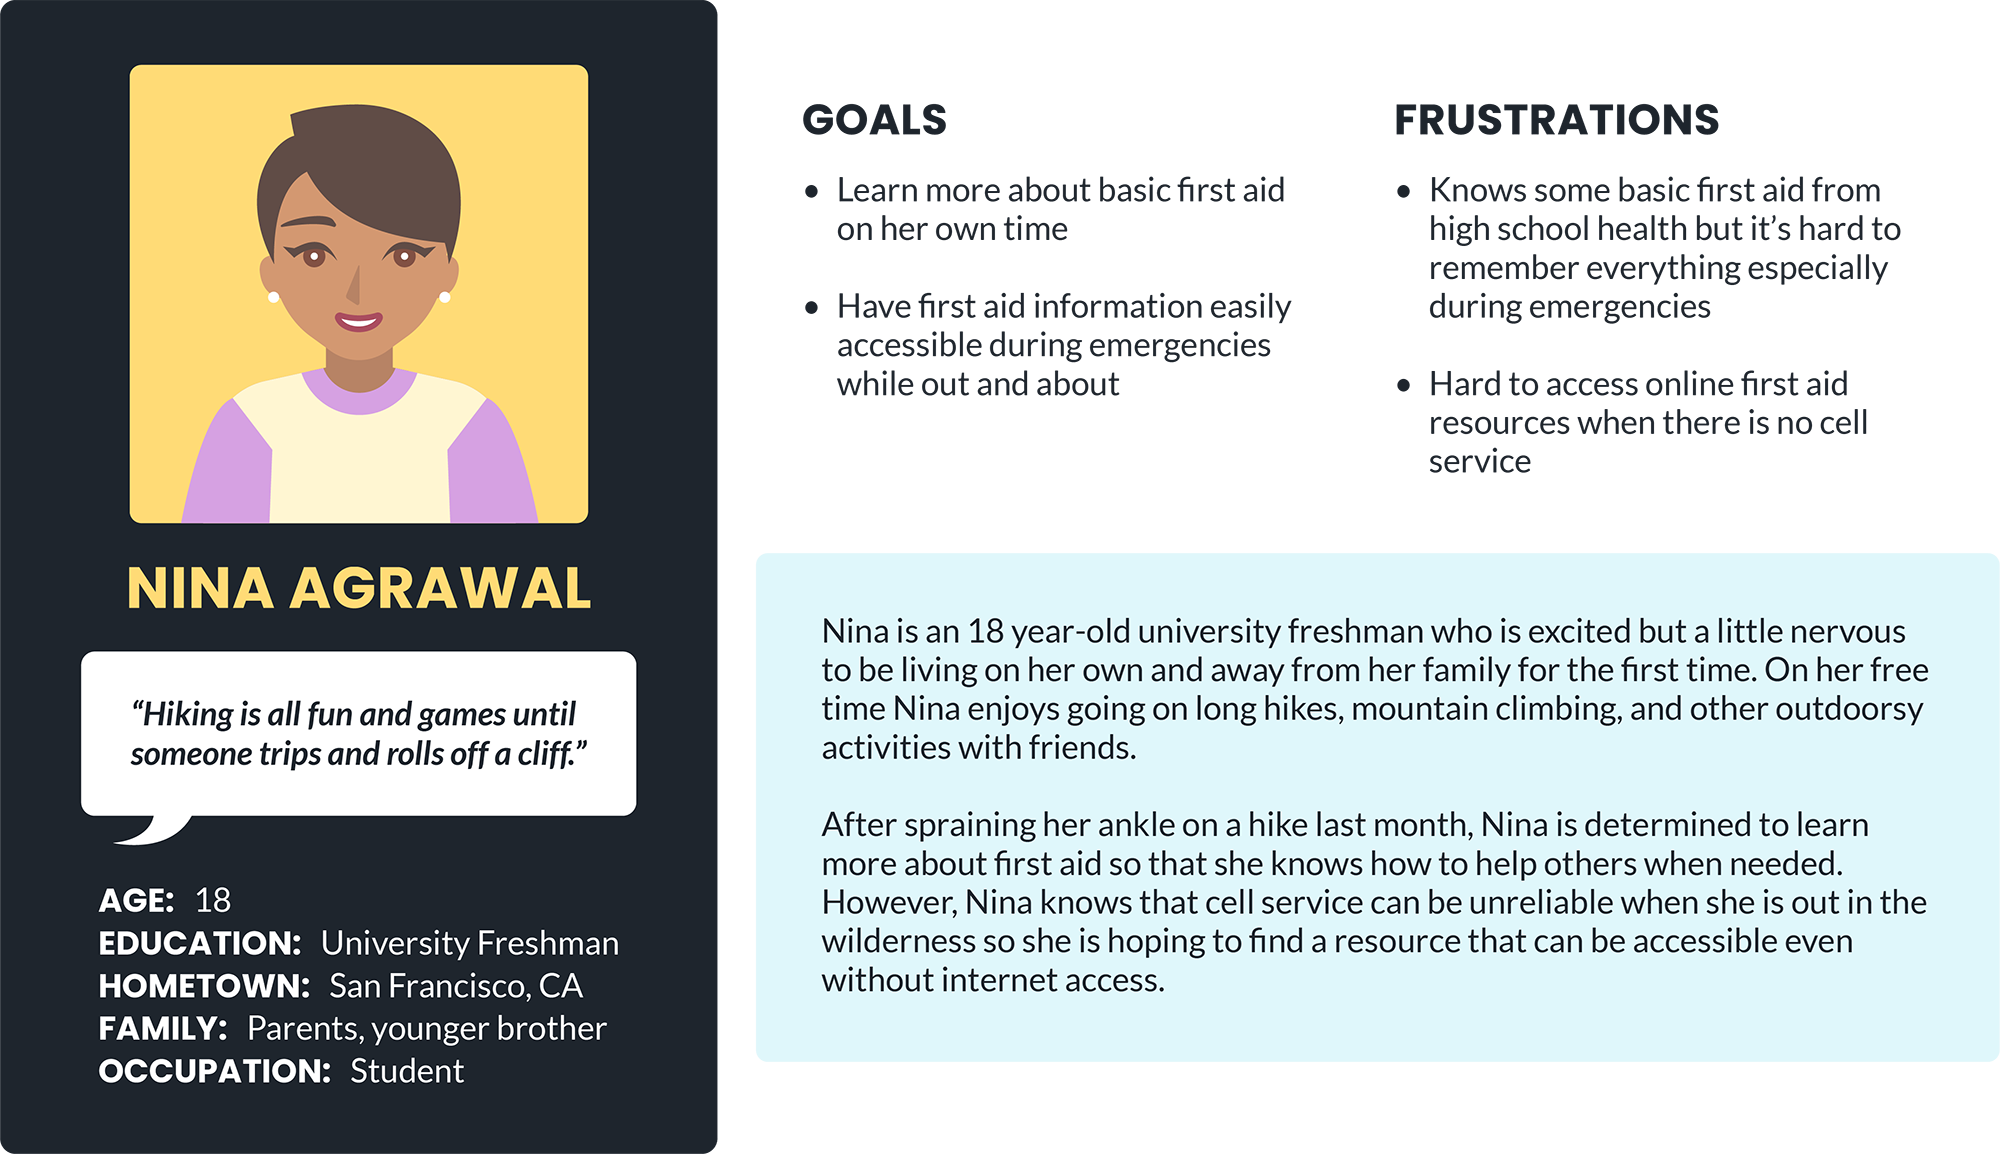 NINA AGRAWAL
“Hiking is all fun and games until
someone trips and rolls off a cliff.”
AGE: 18
EDUCATION: University Freshman
HOMETOWN: San Francisco, CA
FAMILY: Parents, younger brother
OCCUPATION: Student
GOALS
• Learn more about basic first aid
on her own time
• Have first aid information easily
accessible during emergencies
while out and about
FRUSTRATIONS
• Knows some basic first aid from
high school health but it’s hard to
remember everything especially
during emergencies
• Hard to access online first aid
resources when there is no cell
service
Nina is an 18 year-old university freshman who is excited but a little nervous
to be living on her own and away from her family for the first time. On her free
time Nina enjoys going on long hikes, mountain climbing, and other outdoorsy
activities with friends.
After spraining her ankle on a hike last month, Nina is determined to learn
more about first aid so that she knows how to help others when needed.
However, Nina knows that cell service can be unreliable when she is out in the
wilderness so she is hoping to find a resource that can be accessible even
without internet access.